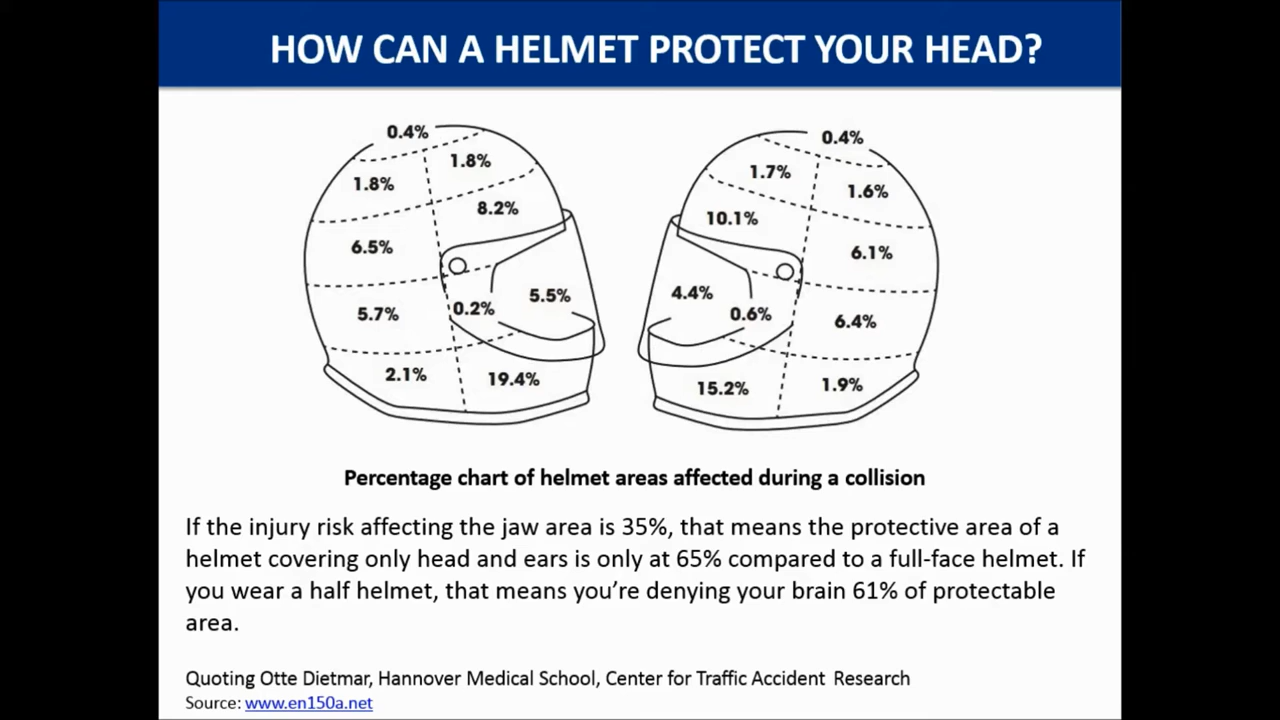 HOW CAN A HELMET PROTECT YOUR HEAD?
0.4%
1.8%
1.8%
8.2%
6.5%
5.5%
0.2%
5.7%
2.1%
19.4%
0.4%
1.7%
1.6%
10.1%
6.1%
4.4%
0.6%
6.4%
15.2%
1.9%
Percentage chart of helmet areas affected during a collision
If the injury risk affecting the jaw area is 35%, that means the protective area of a
helmet covering only head and ears is only at 65% compared to a full-face helmet. If
you wear a half helmet, that means you’re denying your brain 61% of protectable
area.
Quoting Otte Dietmar, Hannover Medical School, Center for Traffic Accident Research
Source: www.en150a.net